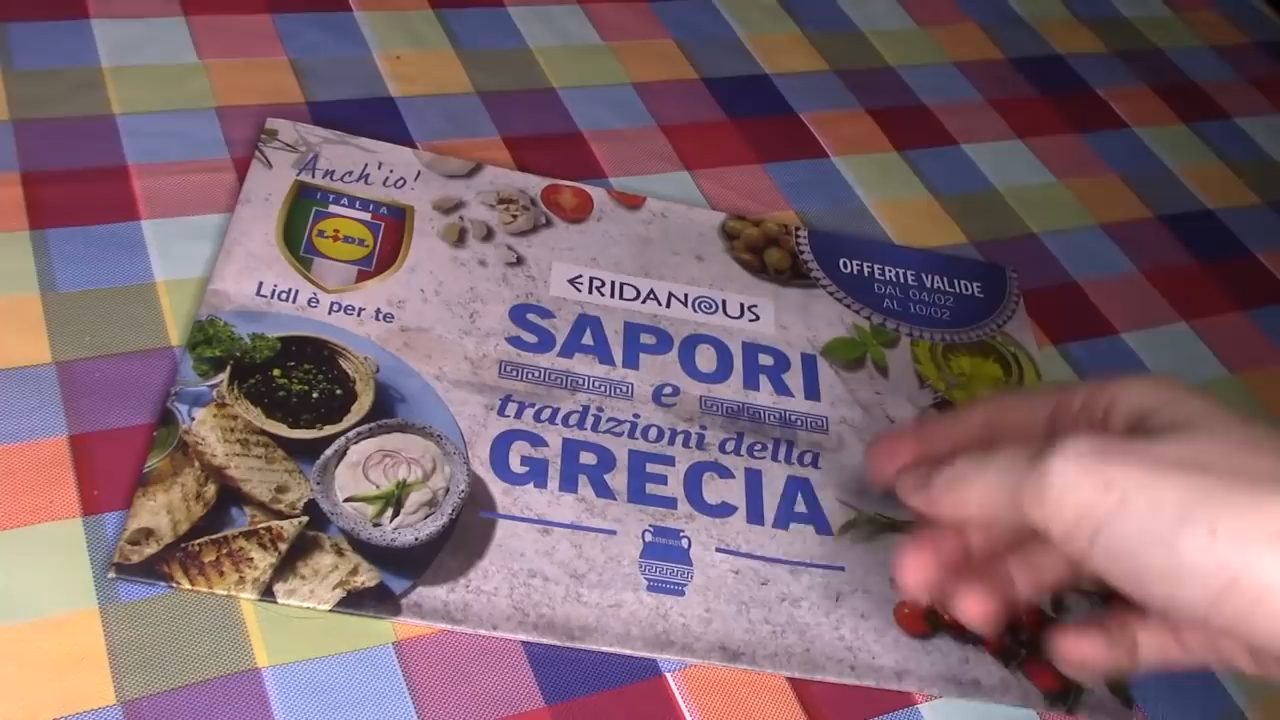 Anch'io!
ITALIA
LIDL
Lidl è per te
ERIDANOUS
SAPORI
e
tradizioni della
GRECIA
OFFERTE VALIDE
DAL 04/02
AL 10/02